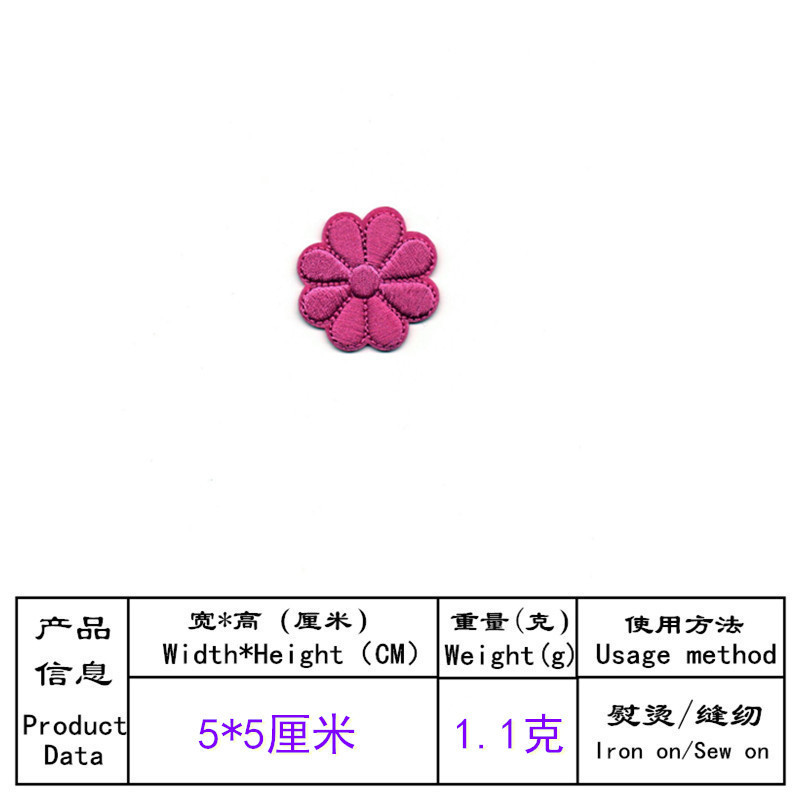 产品
信息
Product
Data
宽*高 (厘米)
Width*Height (CM)
重量(克)
Weight(g)
使用方法
Usage method
5*5厘米
1.1克
熨烫/缝纫
Iron on/Sew on